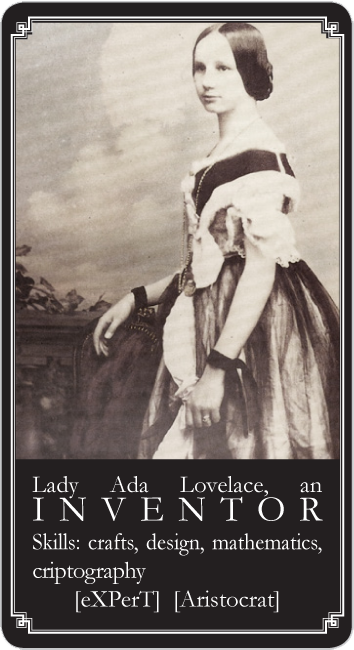 Lady Ada Lovelace, an
INVENTOR
Skills: crafts, design, mathematics,
criptography
[eXPerT] [Aristocrat]